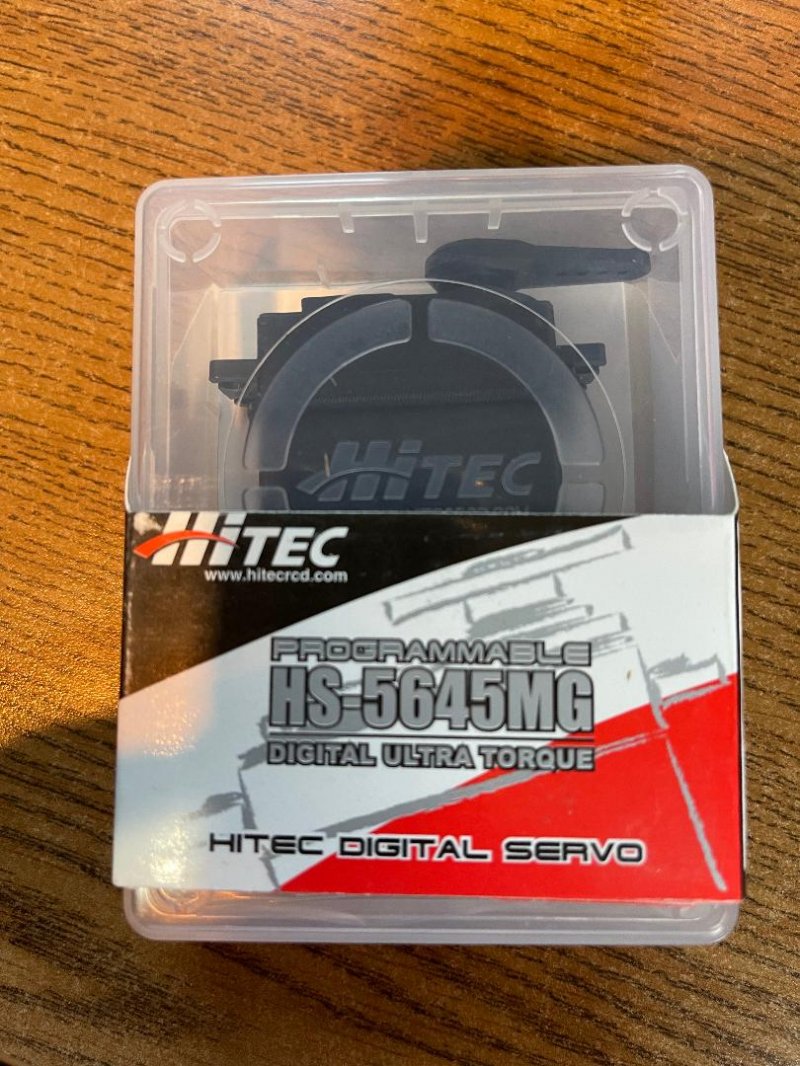 HiTEC
HiTEC
www.hitecrcd.com
PROGRAMMABLE
HS-5645MG
DIGITAL ULTRA TORQUE
HITEC DIGITAL SERVO